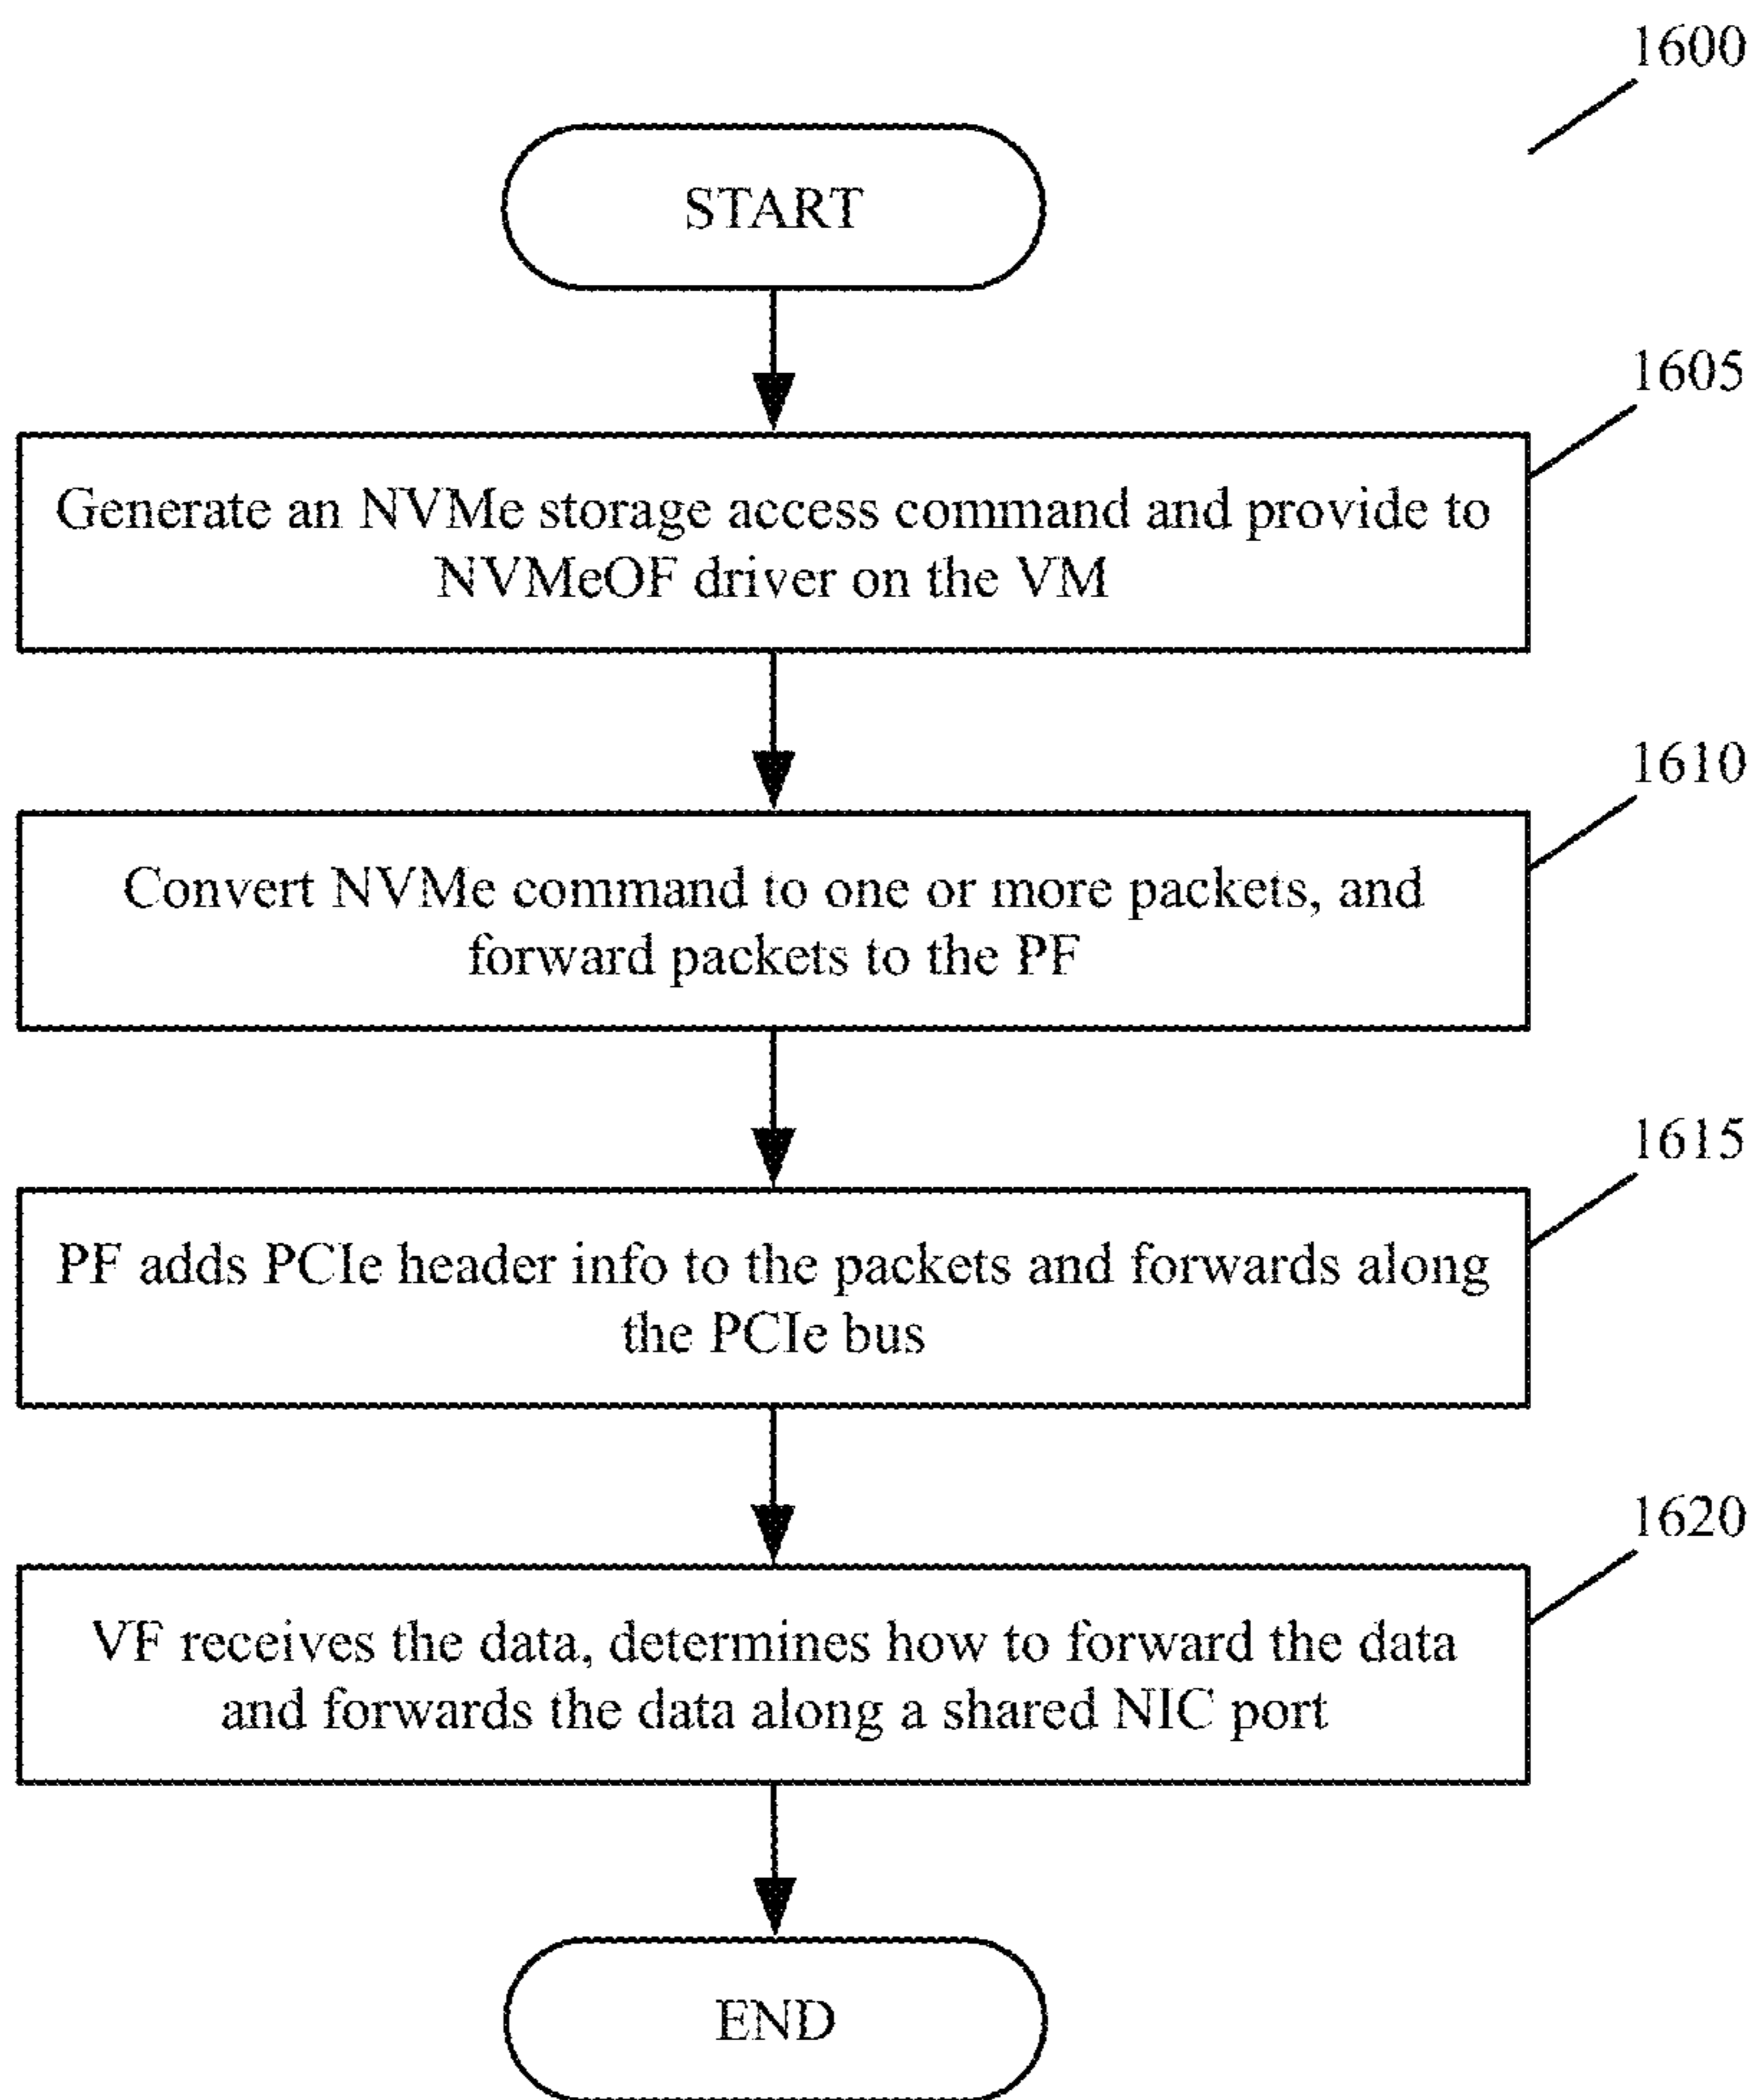 1600
START
1605
Generate an NVMe storage access command and provide to
NVMeOF driver on the VM
1610
Convert NVMe command to one or more packets, and
forward packets to the PF
1615
PF adds PCIe header info to the packets and forwards along
the PCIe bus
1620
VF receives the data, determines how to forward the data
and forwards the data along a shared NIC port
END